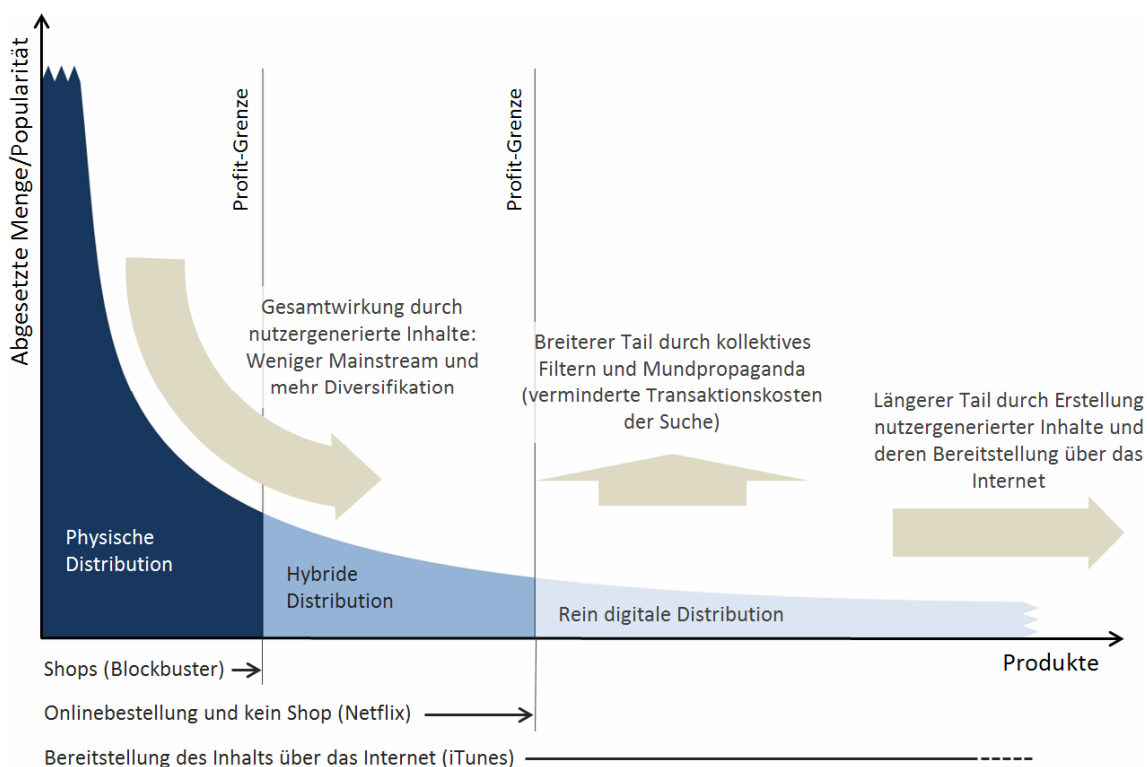 Abgesetzte Menge/Popularität
Profit-Grenze
Profit-Grenze
Gesamtwirkung durch
nutzergenerierte Inhalte:
Weniger Mainstream und
mehr Diversifikation
Breiterer Tail durch kollektives
Filtern und Mundpropaganda
(verminderte Transaktionskosten
der Suche)
Längerer Tail durch Erstellung
nutzergenerierter Inhalte und
deren Bereitstellung über das
Internet
Physische
Distribution
Hybride
Distribution
Rein digitale Distribution
Produkte
Shops (Blockbuster)
Onlinebestellung und kein Shop (Netflix)
Bereitstellung des Inhalts über das Internet (iTunes)